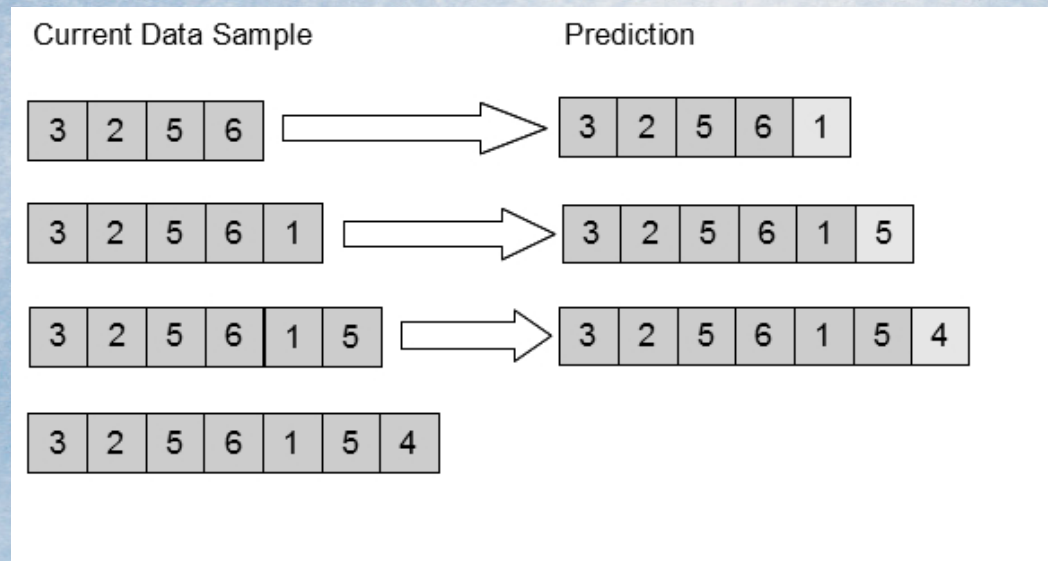 Current Data Sample Prediction
3 2 5 6 3 2 5 6 1
3 2 5 6 1 3 2 5 6 1 5
3 2 5 6 1 5 3 2 5 6 1 5 4
3 2 5 6 1 5 4